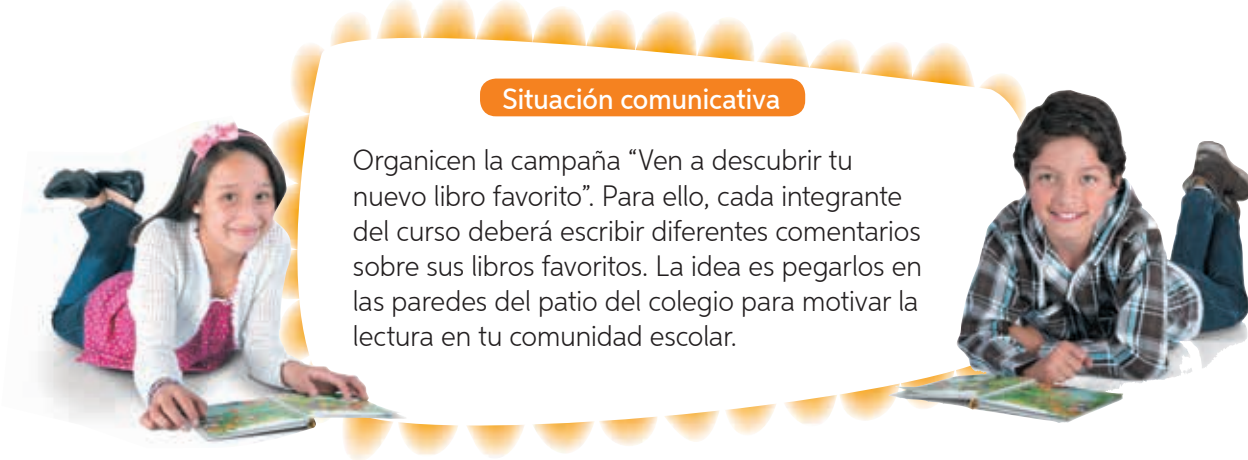 Situación comunicativa
Organicen la campaña “Ven a descubrir tu
nuevo libro favorito”. Para ello, cada integrante
del curso deberá escribir diferentes comentarios
sobre sus libros favoritos. La idea es pegarlos en
las paredes del patio del colegio para motivar la
lectura en tu comunidad escolar.